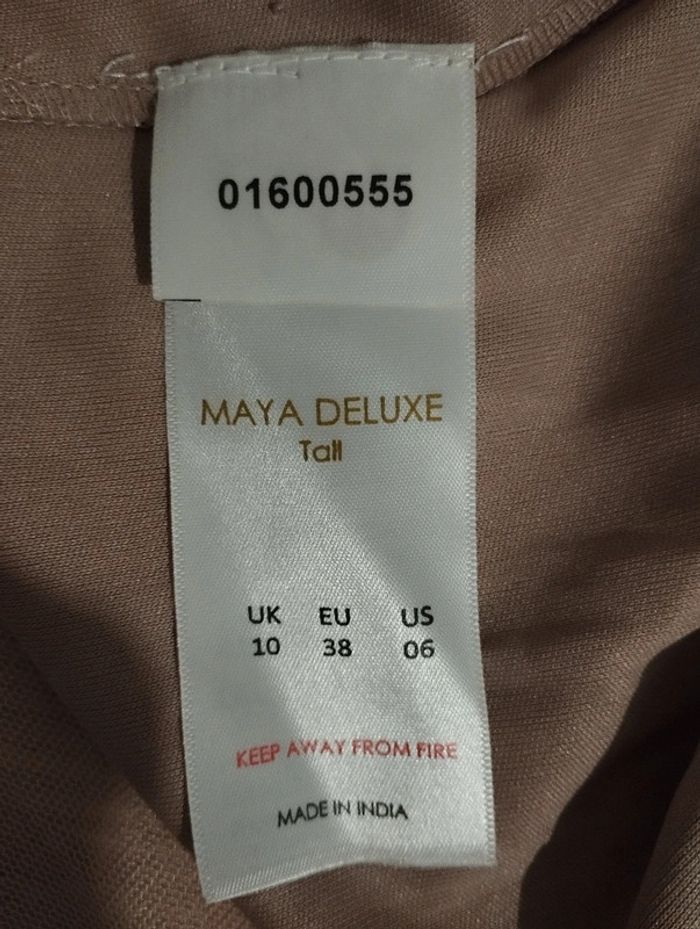 01600555
MAYA DELUXE
Tall
UK EU US
10 38 06
KEEP AWAY FROM FIRE
MADE IN INDIA